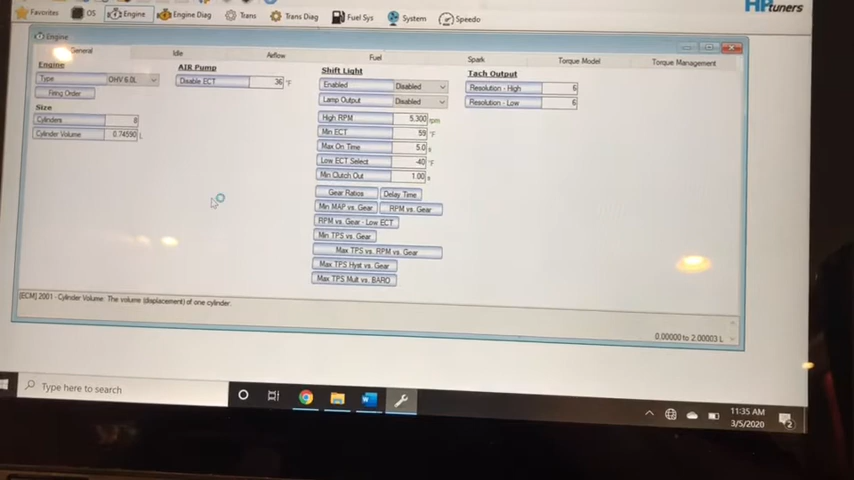 HPtuners
Favorites OS Engine Engine Diag Trans Trans Diag Fuel Sys System Speedo
Engine
General Idle Airflow Fuel Spark Torque Model Torque Management
Engine
Type OHV 6.0L
Firing Order
Size
Cylinders 8
Cylinder Volume 0.74590 L
AIR Pump
Disable ECT 36 °F
Shift Light
Enabled Disabled
Lamp Output Disabled
High RPM 5,300 rpm
Min ECT 59 °F
Max On Time 5.0 s
Low ECT Select -40 °F
Min Clutch Out 1.00 s
Gear Ratios Delay Time
Min MAP vs. Gear RPM vs. Gear
RPM vs. Gear - Low ECT
Min TPS vs. Gear
Max TPS vs. RPM vs. Gear
Max TPS Hyst vs. Gear
Max TPS Mult vs. BARO
Tach Output
Resolution - High 6
Resolution - Low 6
[ECM] 2001 - Cylinder Volume: The volume (displacement) of one cylinder.
0.00000 to 2.00003 L
Type here to search
11:35 AM
3/5/2020
2